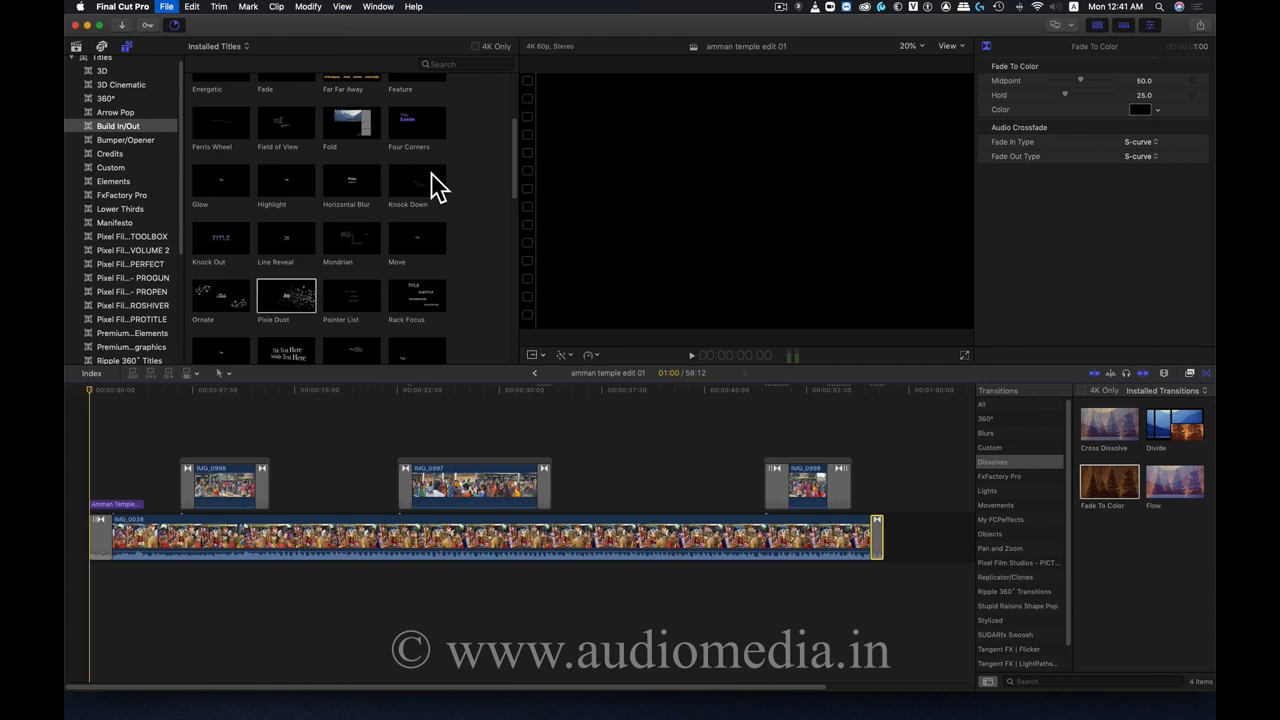 Final Cut Pro File Edit Trim Mark Clip Modify View Window Help
Mon 12:41 AM
Installed Titles
4K Only
4K 60p, Stereo
amman temple edit 01
20%
View
Fade To Color
1:00
Search
Titles
3D
3D Cinematic
360°
Arrow Pop
Build In/Out
Bumper/Opener
Credits
Custom
Elements
FxFactory Pro
Lower Thirds
Manifesto
Pixel Fil...TOOLBOX
Pixel Fil...VOLUME 2
Pixel Fil...PERFECT
Pixel Fil...- PROGUN
Pixel Fil...- PROPEN
Pixel Fil...ROSHIVER
Pixel Fil...PROTITLE
Premium...Elements
Premium...graphics
Ripple 360° Titles
Energetic Fade Far Far Away Feature
Ferris Wheel Field of View Fold Four Corners
Glow Highlight Horizontal Blur Knock Down
TITLE
Knock Out Line Reveal Mondrian Move
Ornate Pixie Dust Pointer List Rack Focus
Fade To Color
Midpoint 50.0
Hold 25.0
Color
Audio Crossfade
Fade In Type S-curve
Fade Out Type S-curve
00:00:00:00
Index
amman temple edit 01
01:00 / 58:12
00:00:00:00 00:00:07:30 00:00:15:00 00:00:22:30 00:00:30:00 00:00:37:30 00:00:45:00 00:00:52:30 00:01:00:00
IMG_0998
IMG_0997
IMG_0998
Amman Temple...
IMG_0038
Transitions
4K Only
Installed Transitions
All
360°
Blurs
Custom
Dissolves
FxFactory Pro
Lights
Movements
My FCPeffects
Objects
Pan and Zoom
Pixel Film Studios - PICT...
Replicator/Clones
Ripple 360° Transitions
Stupid Raisins Shape Pop
Stylized
SUGARfx Swoosh
Tangent FX | Flicker
Tangent FX | LightPaths...
Cross Dissolve
Divide
Fade To Color
Flow
Search
4 items
© www.audiomedia.in